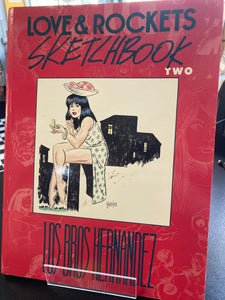 LOVE & ROCKETS
SKETCHBOOK
TWO
LOS BROS HERNANDEZ